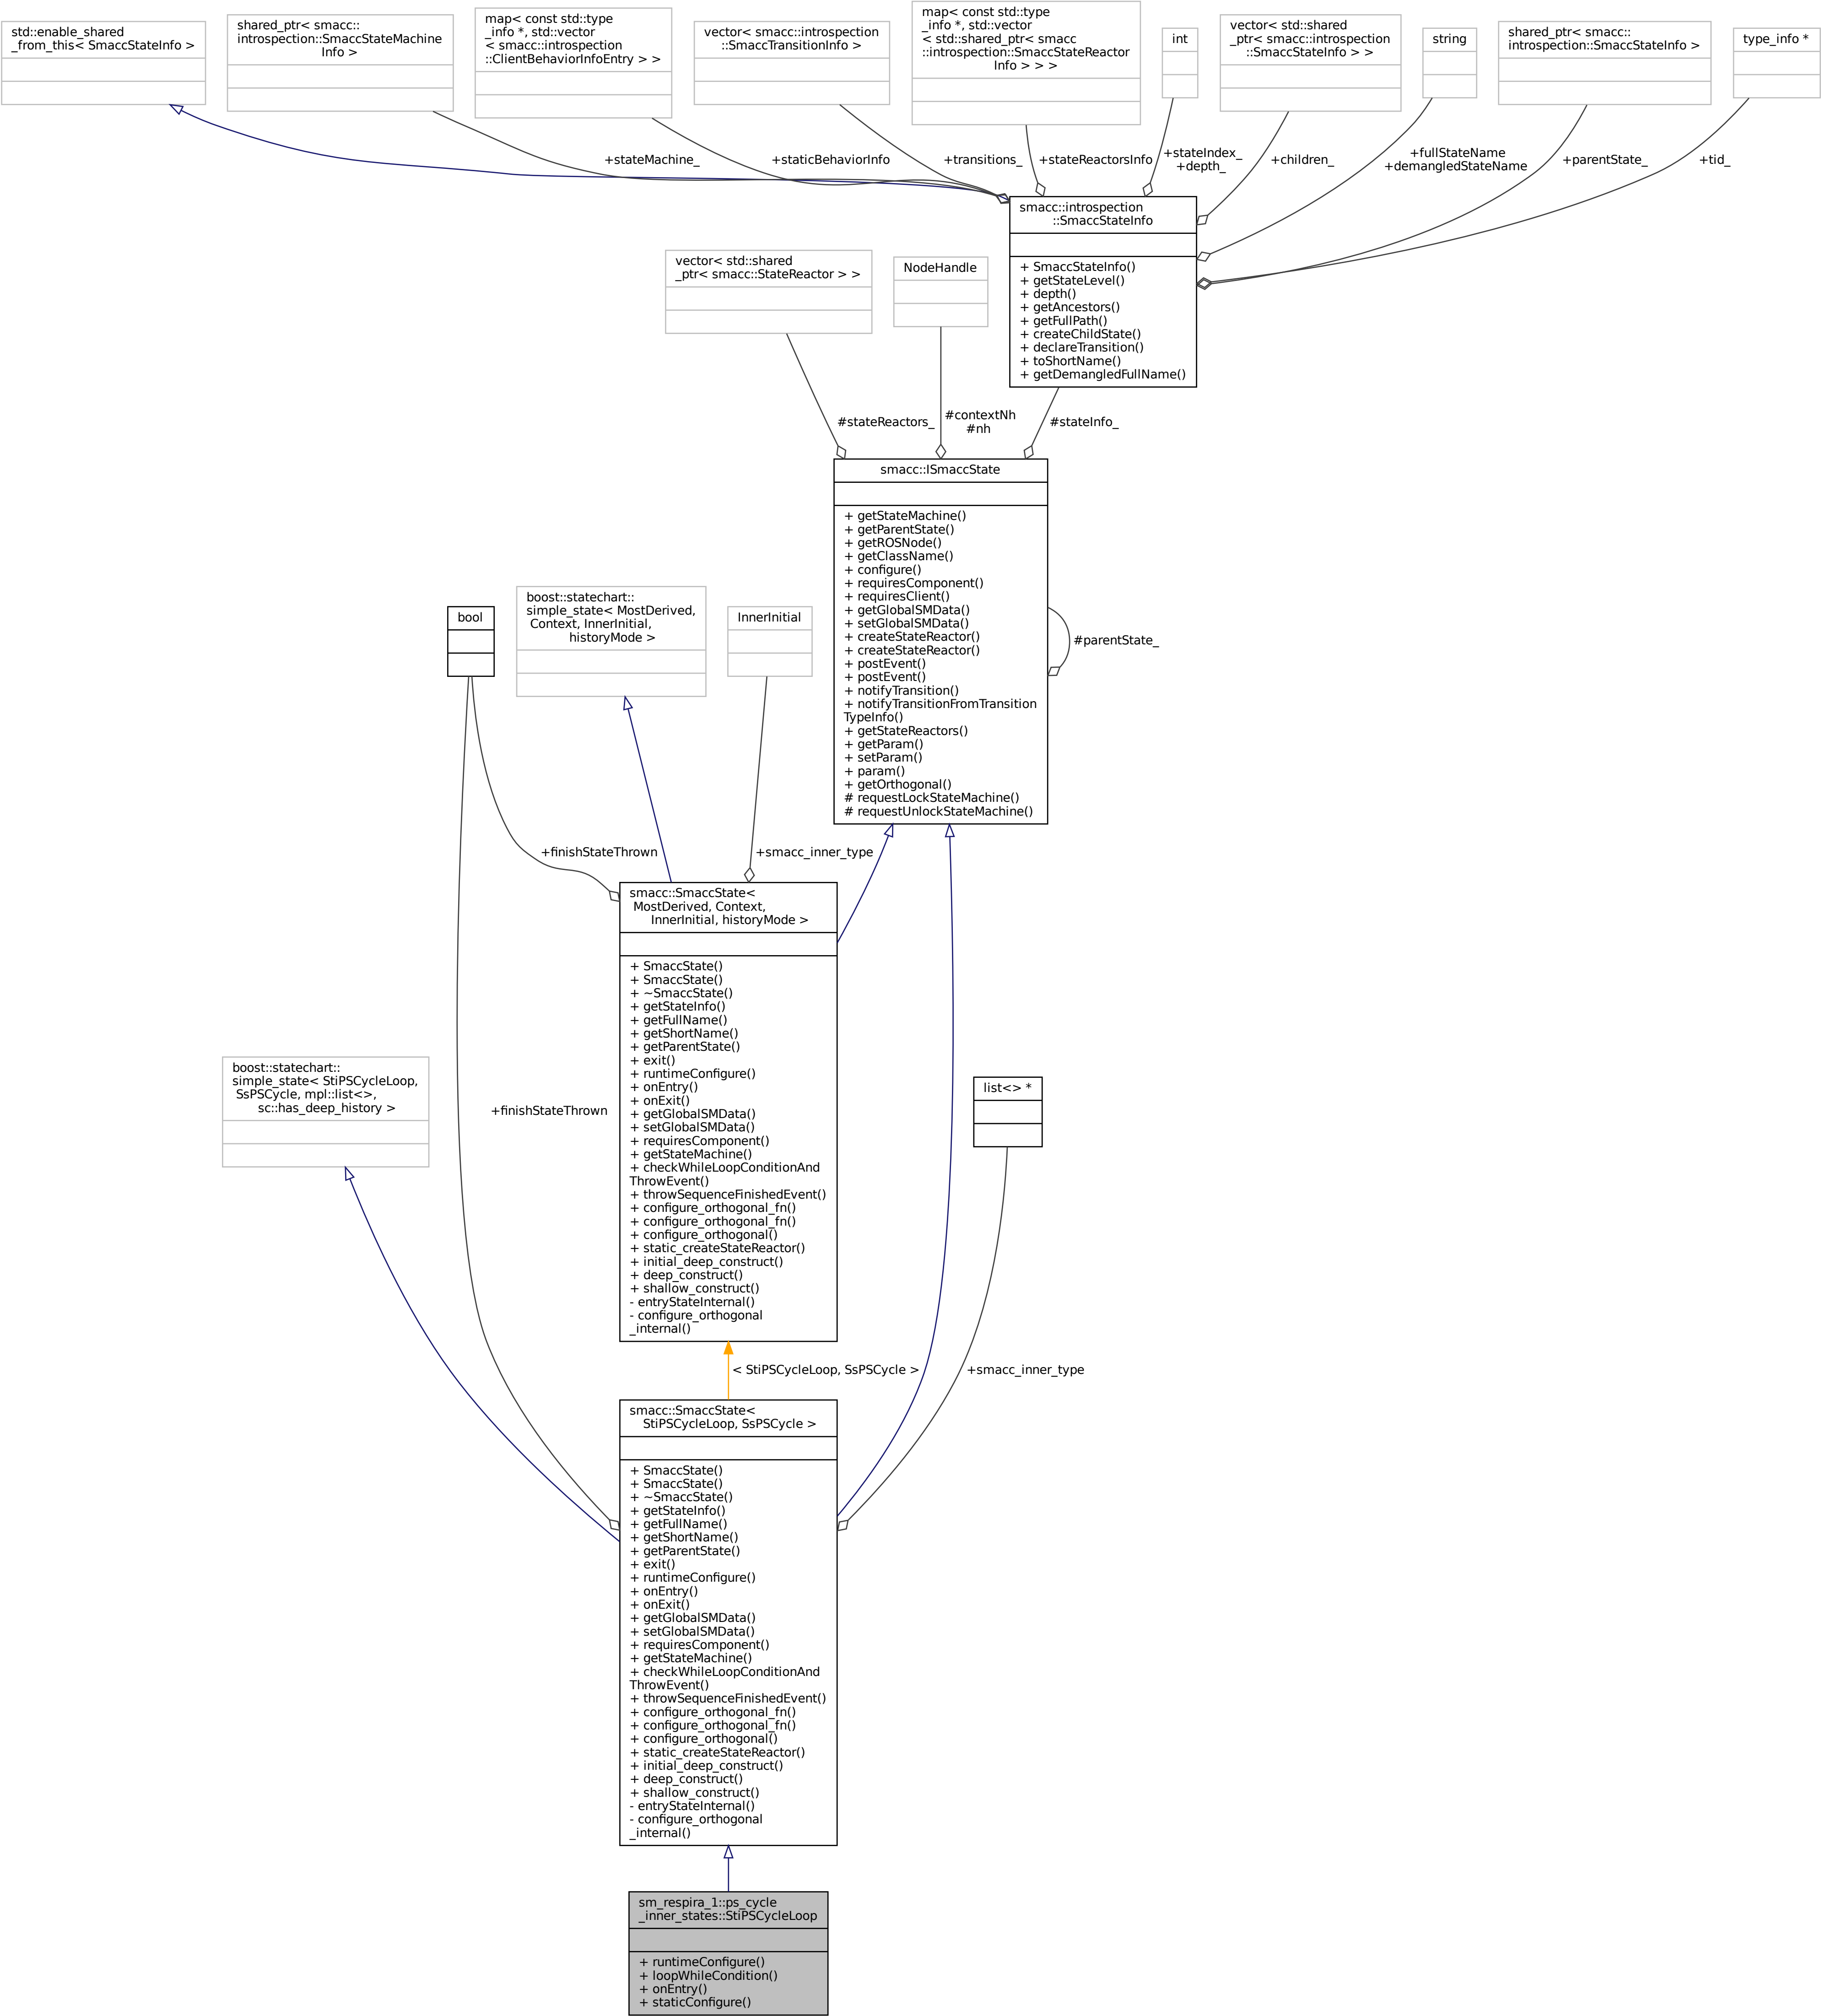 std::enable_shared
_from_this< SmaccStateInfo >
shared_ptr< smacc::
introspection::SmaccStateMachine
Info >
map< const std::type
_info *, std::vector
< smacc::introspection
::ClientBehaviorInfoEntry > >
vector< smacc::introspection
::SmaccTransitionInfo >
map< const std::type
_info *, std::vector
< std::shared_ptr< smacc
::introspection::SmaccStateReactor
Info > > >
int
vector< std::shared
_ptr< smacc::introspection
::SmaccStateInfo > >
string
shared_ptr< smacc::
introspection::SmaccStateInfo >
type_info *
+stateMachine_
+staticBehaviorInfo
+transitions_
+stateReactorsInfo
+stateIndex_
+depth_
+children_
+fullStateName
+demangledStateName
+parentState_
+tid_
smacc::introspection
::SmaccStateInfo
+ SmaccStateInfo()
+ getStateLevel()
+ depth()
+ getAncestors()
+ getFullPath()
+ createChildState()
+ declareTransition()
+ toShortName()
+ getDemangledFullName()
vector< std::shared
_ptr< smacc::StateReactor > >
NodeHandle
#stateReactors_
#contextNh
#nh
#stateInfo_
smacc::ISmaccState
+ getStateMachine()
+ getParentState()
+ getROSNode()
+ getClassName()
+ configure()
+ requiresComponent()
+ requiresClient()
+ getGlobalSMData()
+ setGlobalSMData()
+ createStateReactor()
+ createStateReactor()
+ postEvent()
+ postEvent()
+ notifyTransition()
+ notifyTransitionFromTransition
TypeInfo()
+ getStateReactors()
+ getParam()
+ setParam()
+ param()
+ getOrthogonal()
# requestLockStateMachine()
# requestUnlockStateMachine()
#parentState_
bool
boost::statechart::
simple_state< MostDerived,
Context, InnerInitial,
historyMode >
InnerInitial
+finishStateThrown
+smacc_inner_type
smacc::SmaccState<
MostDerived, Context,
InnerInitial, historyMode >
+ SmaccState()
+ SmaccState()
+ ~SmaccState()
+ getStateInfo()
+ getFullName()
+ getShortName()
+ getParentState()
+ exit()
+ runtimeConfigure()
+ onEntry()
+ onExit()
+ getGlobalSMData()
+ setGlobalSMData()
+ requiresComponent()
+ getStateMachine()
+ checkWhileLoopConditionAnd
ThrowEvent()
+ throwSequenceFinishedEvent()
+ configure_orthogonal_fn()
+ configure_orthogonal_fn()
+ configure_orthogonal()
+ static_createStateReactor()
+ initial_deep_construct()
+ deep_construct()
+ shallow_construct()
- entryStateInternal()
- configure_orthogonal
_internal()
boost::statechart::
simple_state< StiPSCycleLoop,
SsPSCycle, mpl::list<>,
sc::has_deep_history >
+finishStateThrown
list<> *
< StiPSCycleLoop, SsPSCycle >
+smacc_inner_type
smacc::SmaccState<
StiPSCycleLoop, SsPSCycle >
+ SmaccState()
+ SmaccState()
+ ~SmaccState()
+ getStateInfo()
+ getFullName()
+ getShortName()
+ getParentState()
+ exit()
+ runtimeConfigure()
+ onEntry()
+ onExit()
+ getGlobalSMData()
+ setGlobalSMData()
+ requiresComponent()
+ getStateMachine()
+ checkWhileLoopConditionAnd
ThrowEvent()
+ throwSequenceFinishedEvent()
+ configure_orthogonal_fn()
+ configure_orthogonal_fn()
+ configure_orthogonal()
+ static_createStateReactor()
+ initial_deep_construct()
+ deep_construct()
+ shallow_construct()
- entryStateInternal()
- configure_orthogonal
_internal()
sm_respira_1::ps_cycle
_inner_states::StiPSCycleLoop
+ runtimeConfigure()
+ loopWhileCondition()
+ onEntry()
+ staticConfigure()